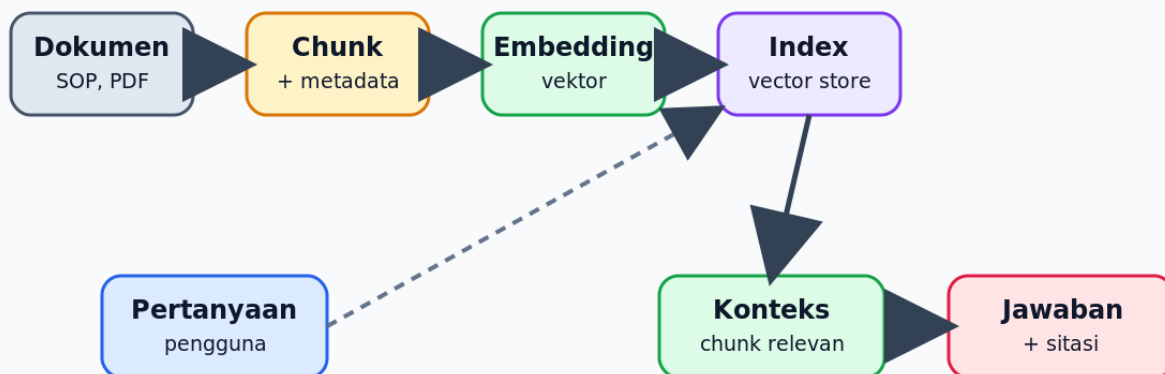 Dokumen
SOP, PDF
Chunk
+ metadata
Embedding
vektor
Index
vector store
Pertanyaan
pengguna
Konteks
chunk relevan
Jawaban
+ sitasi